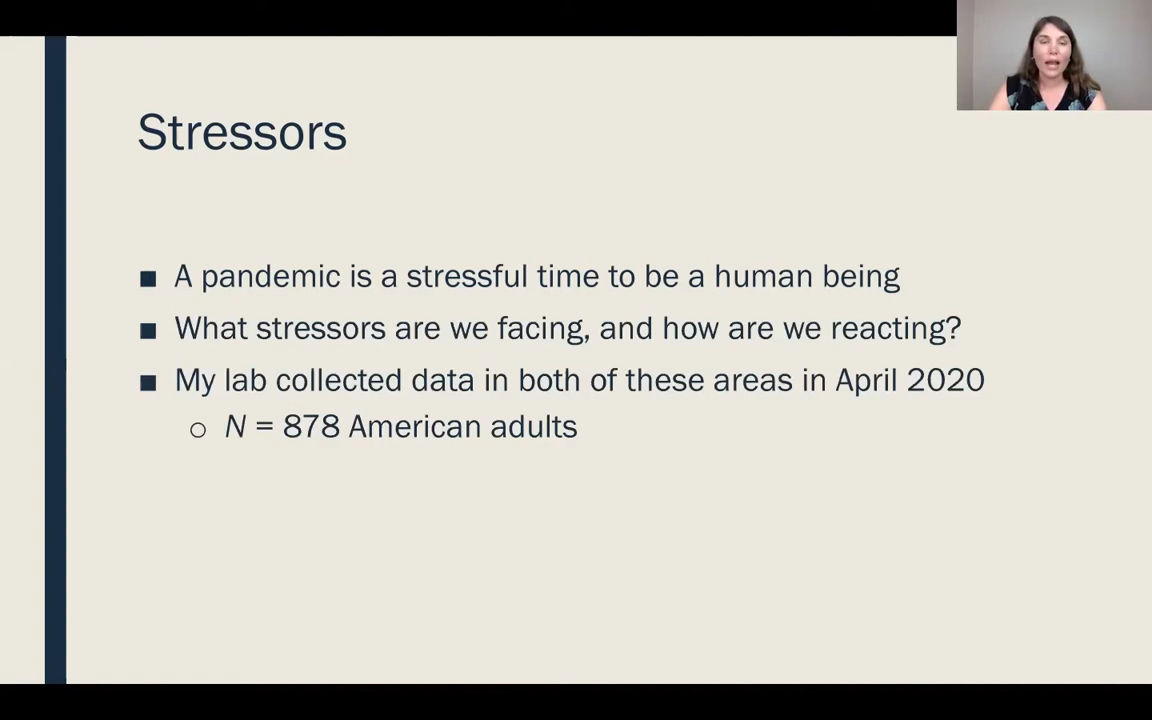 Stressors
■ A pandemic is a stressful time to be a human being
■ What stressors are we facing, and how are we reacting?
■ My lab collected data in both of these areas in April 2020
○ N = 878 American adults